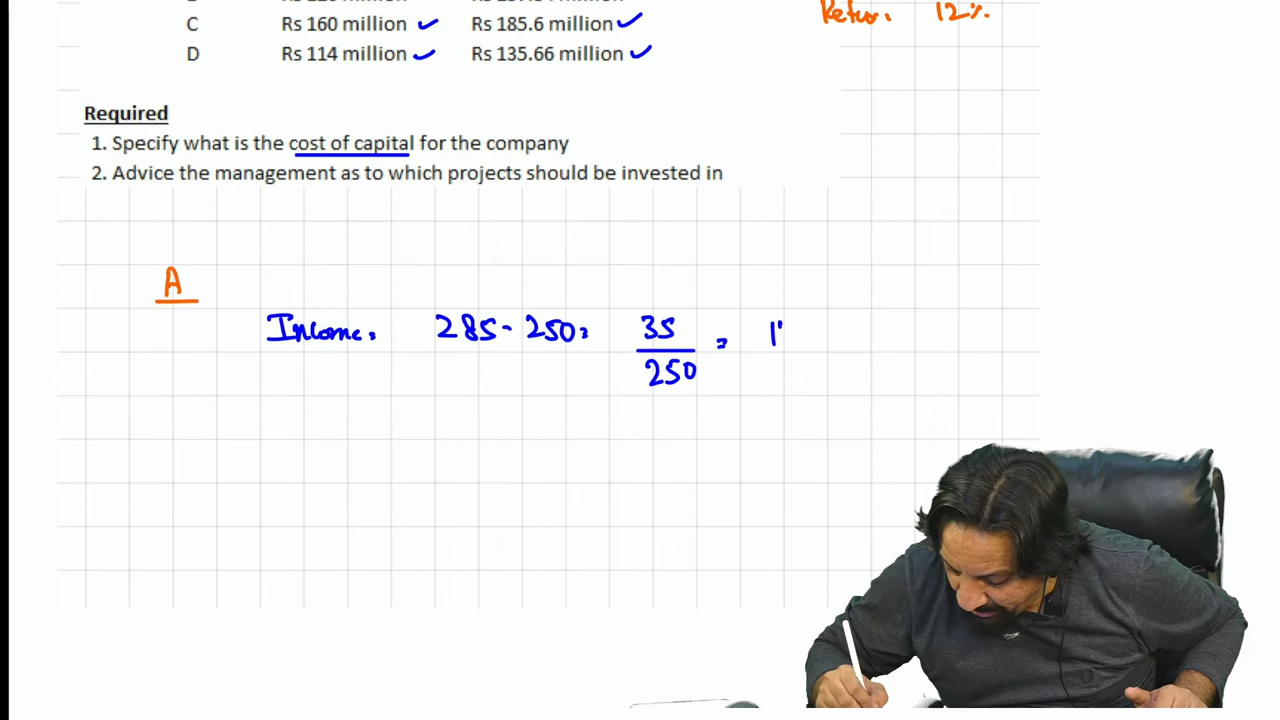 Retur. 12%.
C Rs 160 million Rs 185.6 million
D Rs 114 million Rs 135.66 million
Required
1. Specify what is the cost of capital for the company
2. Advice the management as to which projects should be invested in
A
Income = 285 - 250 = 35 =
250